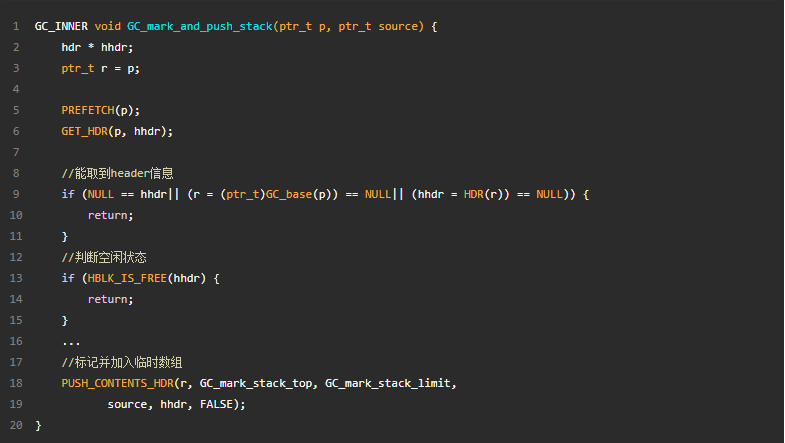 1 GC_INNER void GC_mark_and_push_stack(ptr_t p, ptr_t source) {
2     hdr * hhdr;
3     ptr_t r = p;
4
5     PREFETCH(p);
6     GET_HDR(p, hhdr);
7
8     //能取到header信息
9     if (NULL == hhdr|| (r = (ptr_t)GC_base(p)) == NULL|| (hhdr = HDR(r)) == NULL)) {
10         return;
11     }
12     //判断空闲状态
13     if (HBLK_IS_FREE(hhdr) {
14         return;
15     }
16     ...
17     //标记并加入临时数组
18     PUSH_CONTENTS_HDR(r, GC_mark_stack_top, GC_mark_stack_limit,
19            source, hhdr, FALSE);
20 }